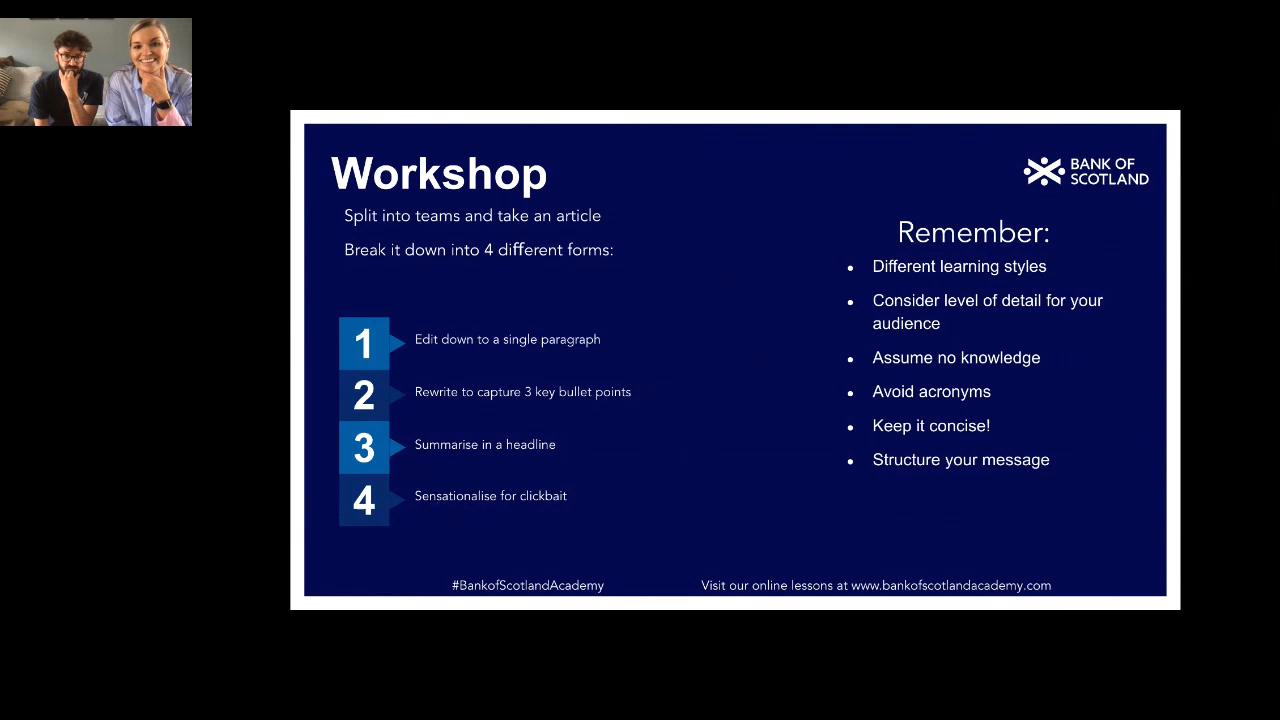 Workshop
BANK OF
SCOTLAND
Split into teams and take an article
Break it down into 4 different forms:
1
Edit down to a single paragraph
2
Rewrite to capture 3 key bullet points
3
Summarise in a headline
4
Sensationalise for clickbait
Remember:
• Different learning styles
• Consider level of detail for your
audience
• Assume no knowledge
• Avoid acronyms
• Keep it concise!
• Structure your message
#BankofScotlandAcademy
Visit our online lessons at www.bankofscotlandacademy.com